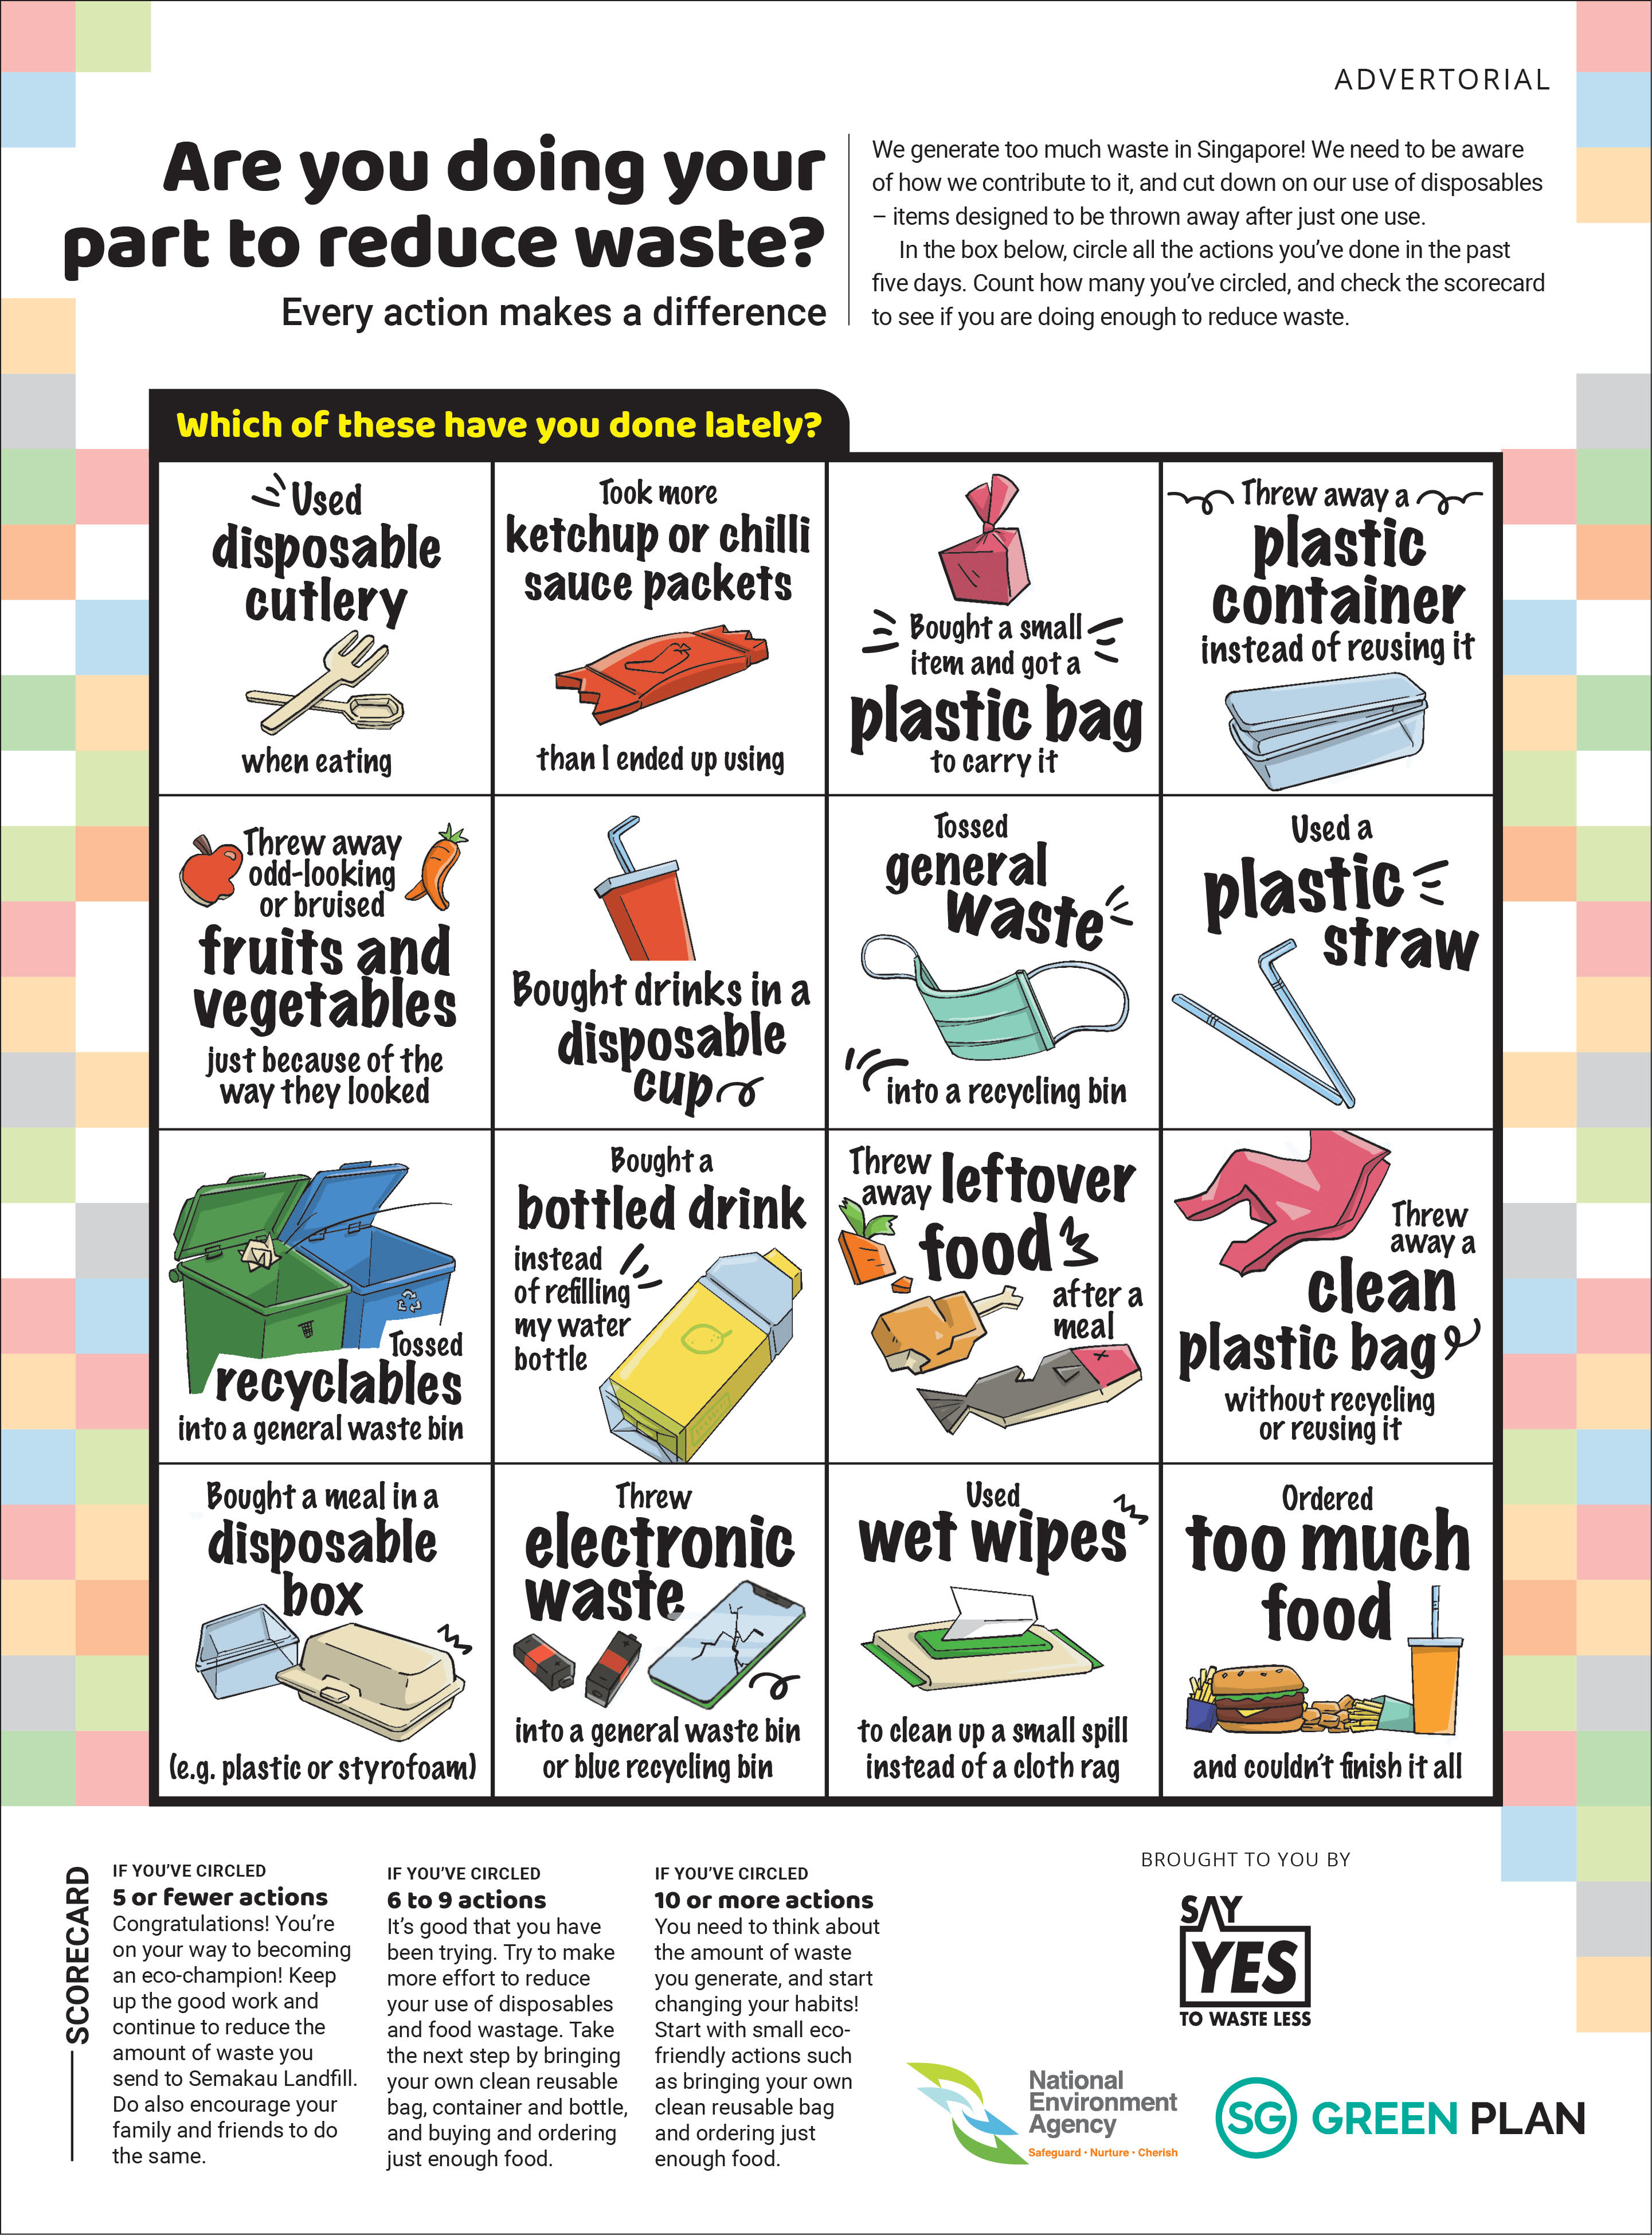 ADVERTORIAL
Are you doing your
part to reduce waste?
Every action makes a difference
We generate too much waste in Singapore! We need to be aware
of how we contribute to it, and cut down on our use of disposables
– items designed to be thrown away after just one use.
In the box below, circle all the actions you’ve done in the past
five days. Count how many you’ve circled, and check the scorecard
to see if you are doing enough to reduce waste.
Which of these have you done lately?
Used
disposable
cutlery
when eating
Took more
ketchup or chilli
sauce packets
than I ended up using
Bought a small
item and got a
plastic bag
to carry it
Threw away a
plastic
container
instead of reusing it
Threw away
odd-looking
or bruised
fruits and
vegetables
just because of the
way they looked
Bought drinks in a
disposable
cup
Tossed
general
waste
into a recycling bin
Used a
plastic
straw
Tossed
recyclables
into a general waste bin
Bought a
bottled drink
instead
of refilling
my water
bottle
Threw
away leftover
food
after a
meal
Threw
away a
clean
plastic bag
without recycling
or reusing it
Bought a meal in a
disposable
box
(e.g. plastic or styrofoam)
Threw
electronic
waste
into a general waste bin
or blue recycling bin
Used
wet wipes
to clean up a small spill
instead of a cloth rag
Ordered
too much
food
and couldn’t finish it all
SCORECARD
IF YOU’VE CIRCLED
5 or fewer actions
Congratulations! You’re
on your way to becoming
an eco-champion! Keep
up the good work and
continue to reduce the
amount of waste you
send to Semakau Landfill.
Do also encourage your
family and friends to do
the same.
IF YOU’VE CIRCLED
6 to 9 actions
It’s good that you have
been trying. Try to make
more effort to reduce
your use of disposables
and food wastage. Take
the next step by bringing
your own clean reusable
bag, container and bottle,
and buying and ordering
just enough food.
IF YOU’VE CIRCLED
10 or more actions
You need to think about
the amount of waste
you generate, and start
changing your habits!
Start with small eco-
friendly actions such
as bringing your own
clean reusable bag
and ordering just
enough food.
BROUGHT TO YOU BY
SAY
YES
TO WASTE LESS
National
Environment
Agency
Safeguard · Nurture · Cherish
SG GREEN PLAN